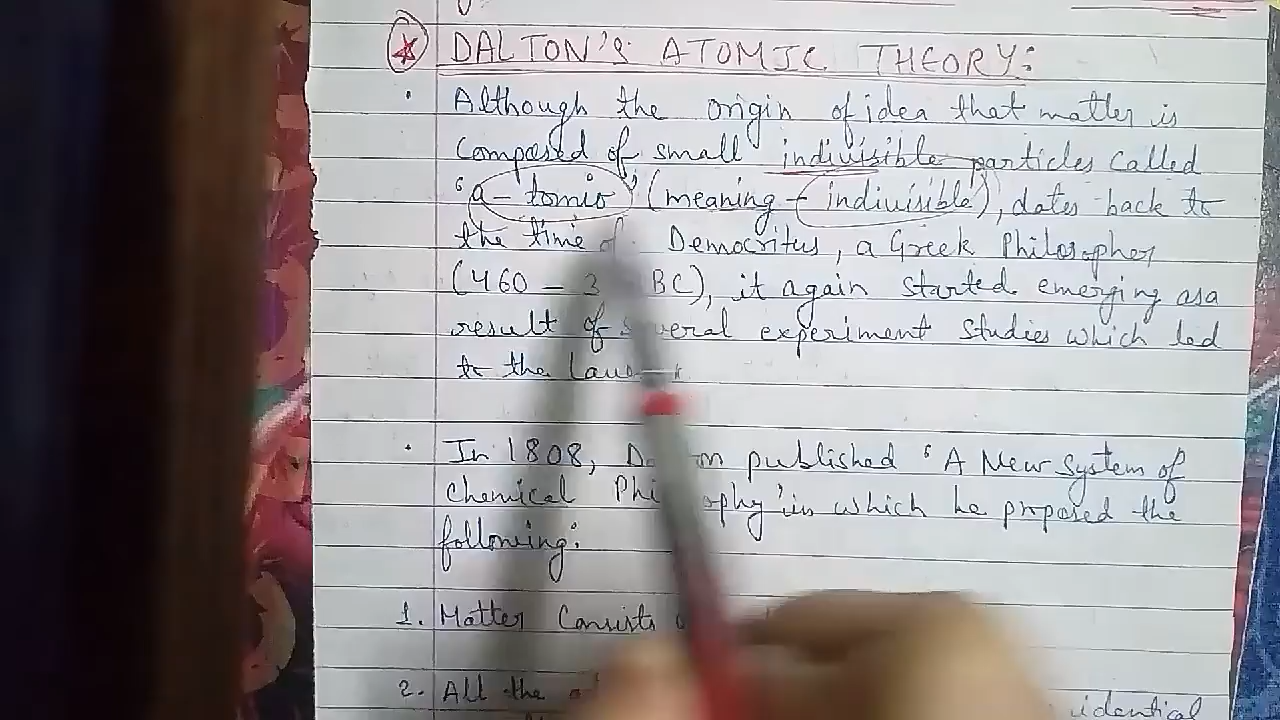 DALTON'S ATOMIC THEORY:
• Although the origin of idea that matter is
composed of small indivisible particles called
'a-tomio' (meaning - indivisible), dates back to
the time of Democritus, a Greek Philosopher
(460 - 3 BC), it again started emerging as a
result of several experiment studies which led
to the
• In 1808, published 'A New System of
Chemical in which he proposed the
following:
1. Matter Consists
2. All the identical